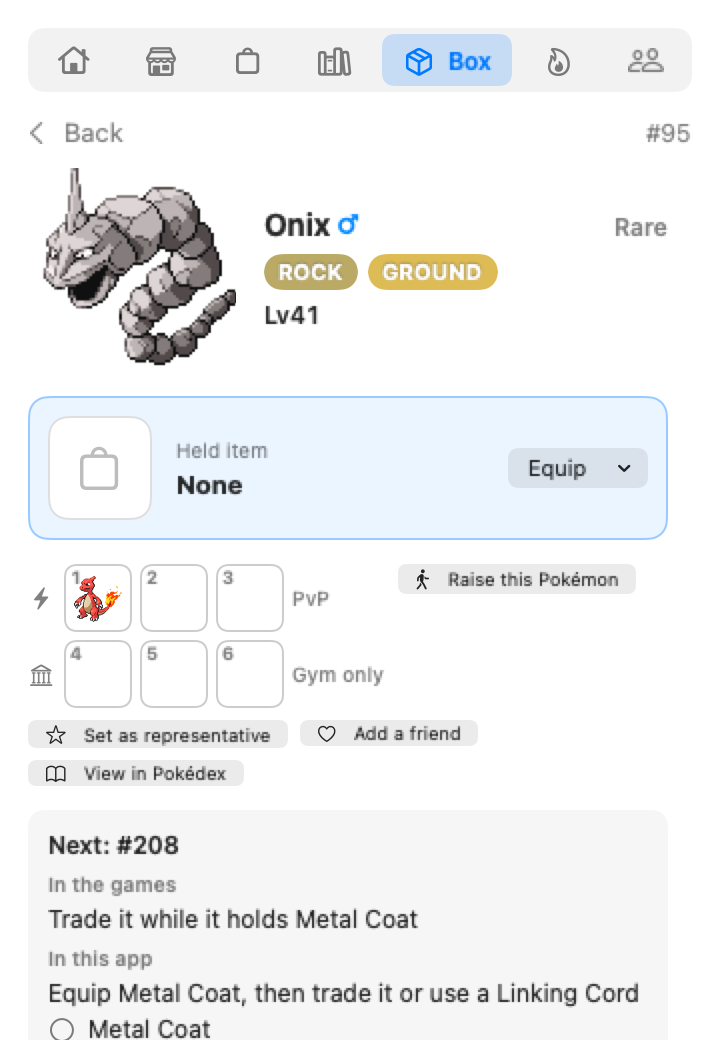 Box
Back
#95
Onix ♂
Rare
ROCK GROUND
Lv41
Held item
None
Equip
1 2 3 PvP
Raise this Pokémon
4 5 6 Gym only
Set as representative
Add a friend
View in Pokédex
Next: #208
In the games
Trade it while it holds Metal Coat
In this app
Equip Metal Coat, then trade it or use a Linking Cord
Metal Coat